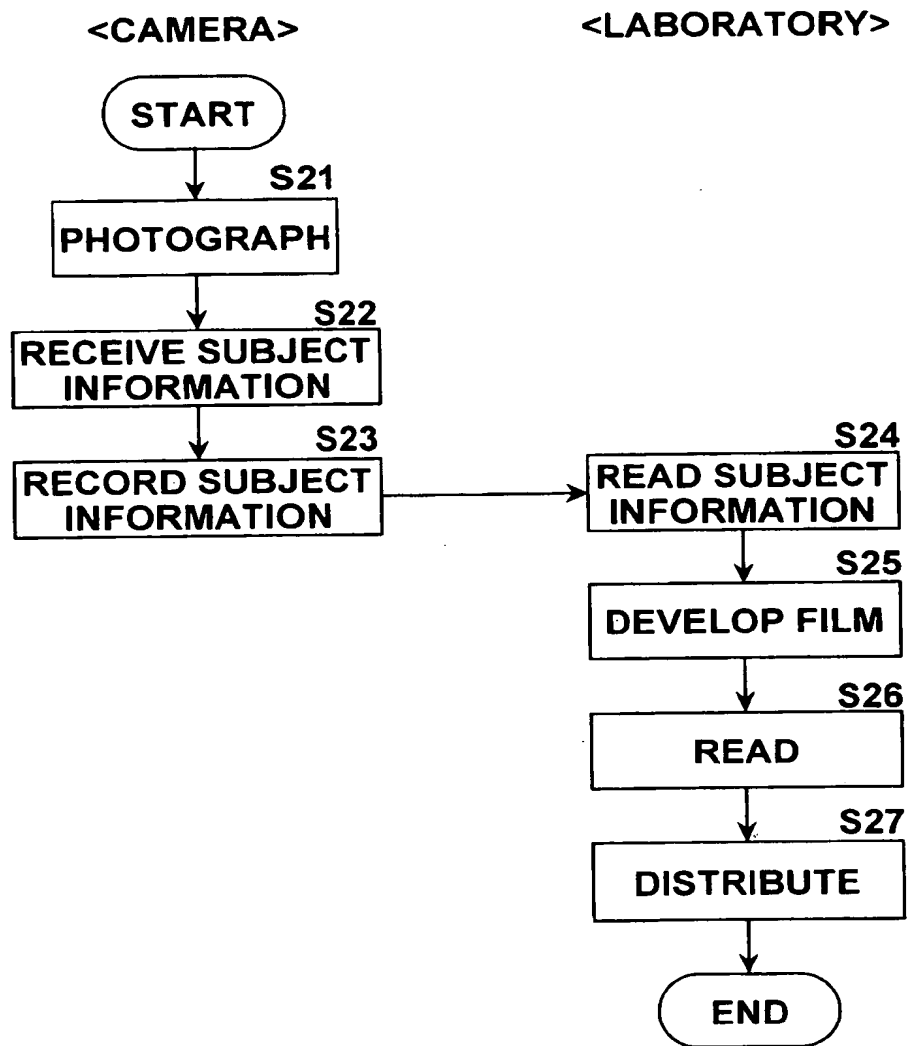 <CAMERA>
START
S21
PHOTOGRAPH
S22
RECEIVE SUBJECT
INFORMATION
S23
RECORD SUBJECT
INFORMATION
<LABORATORY>
S24
READ SUBJECT
INFORMATION
S25
DEVELOP FILM
S26
READ
S27
DISTRIBUTE
END